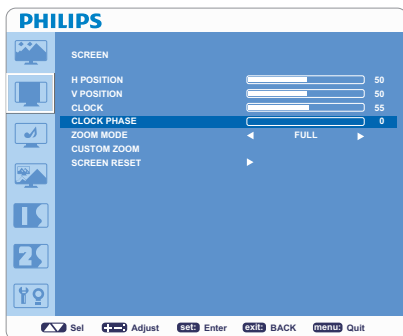 PHILIPS
SCREEN
H POSITION 50
V POSITION 50
CLOCK 55
CLOCK PHASE 0
ZOOM MODE FULL
CUSTOM ZOOM
SCREEN RESET
Sel Adjust set: Enter exit: BACK menu: Quit